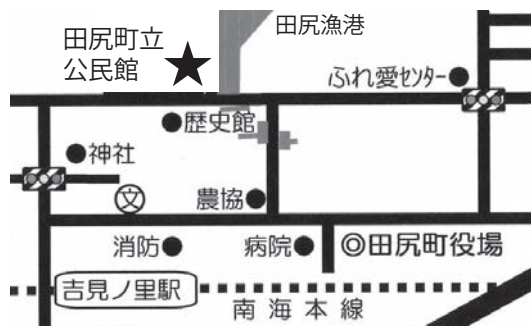 田尻町立
公民館
田尻漁港
ふれ愛センター
歴史館
神社
文
農協
消防
病院
◎田尻町役場
吉見ノ里駅
南海本線